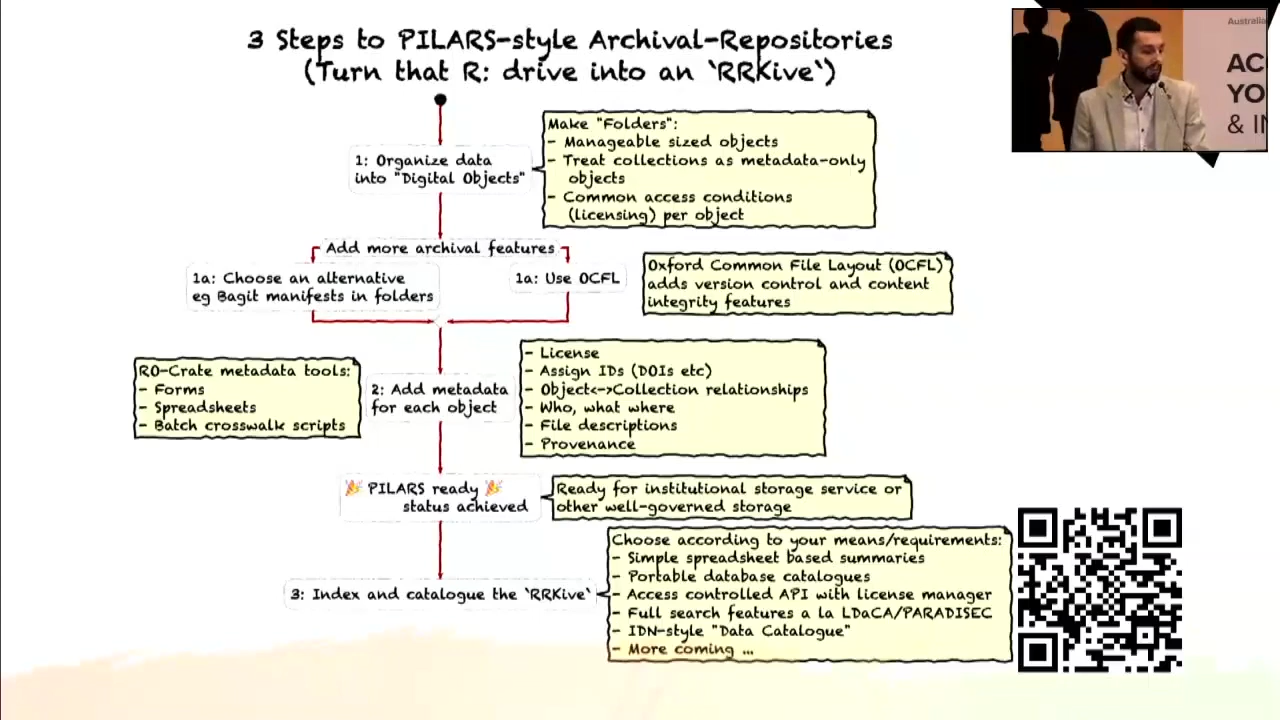 3 Steps to PILARS-style Archival-Repositories
(Turn that R: drive into an `RRKive`)
1: Organize data
into "Digital Objects"
Make "Folders":
- Manageable sized objects
- Treat collections as metadata-only
objects
- Common access conditions
(licensing) per object
Add more archival features
1a: Choose an alternative
eg Bagit manifests in folders
1a: Use OCFL
Oxford Common File Layout (OCFL)
adds version control and content
integrity features
RO-Crate metadata tools:
- Forms
- Spreadsheets
- Batch crosswalk scripts
2: Add metadata
for each object
- License
- Assign IDs (DOIs etc)
- Object<->Collection relationships
- Who, what where
- File descriptions
- Provenance
🎉 PILARS ready 🎉
status achieved
Ready for institutional storage service or
other well-governed storage
3: Index and catalogue the `RRKive`
Choose according to your means/requirements:
- Simple spreadsheet based summaries
- Portable database catalogues
- Access controlled API with license manager
- Full search features a la LDaCA/PARADISEC
- IDN-style "Data Catalogue"
- More coming ...
Australia
AC
YO
& IN